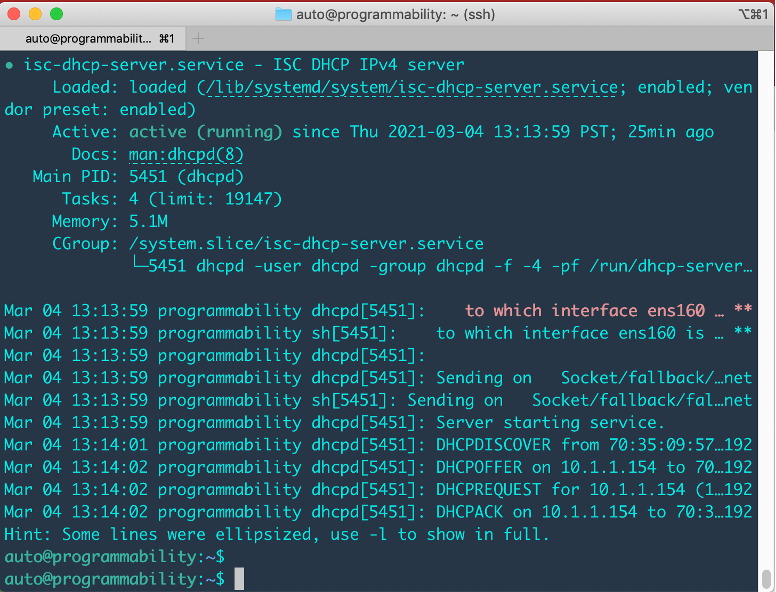 auto@programmability: ~ (ssh)
⌥⌘1
auto@programmabilit... ⌘1
● isc-dhcp-server.service - ISC DHCP IPv4 server
Loaded: loaded (/lib/systemd/system/isc-dhcp-server.service; enabled; ven
dor preset: enabled)
Active: active (running) since Thu 2021-03-04 13:13:59 PST; 25min ago
Docs: man:dhcpd(8)
Main PID: 5451 (dhcpd)
Tasks: 4 (limit: 19147)
Memory: 5.1M
CGroup: /system.slice/isc-dhcp-server.service
└─5451 dhcpd -user dhcpd -group dhcpd -f -4 -pf /run/dhcp-server…
Mar 04 13:13:59 programmability dhcpd[5451]:    to which interface ens160 … **
Mar 04 13:13:59 programmability sh[5451]:    to which interface ens160 is … **
Mar 04 13:13:59 programmability dhcpd[5451]:
Mar 04 13:13:59 programmability dhcpd[5451]: Sending on   Socket/fallback/…net
Mar 04 13:13:59 programmability sh[5451]: Sending on   Socket/fallback/fal…net
Mar 04 13:13:59 programmability dhcpd[5451]: Server starting service.
Mar 04 13:14:01 programmability dhcpd[5451]: DHCPDISCOVER from 70:35:09:57…192
Mar 04 13:14:02 programmability dhcpd[5451]: DHCPOFFER on 10.1.1.154 to 70…192
Mar 04 13:14:02 programmability dhcpd[5451]: DHCPREQUEST for 10.1.1.154 (1…192
Mar 04 13:14:02 programmability dhcpd[5451]: DHCPACK on 10.1.1.154 to 70:3…192
Hint: Some lines were ellipsized, use -l to show in full.
auto@programmability:~$
auto@programmability:~$